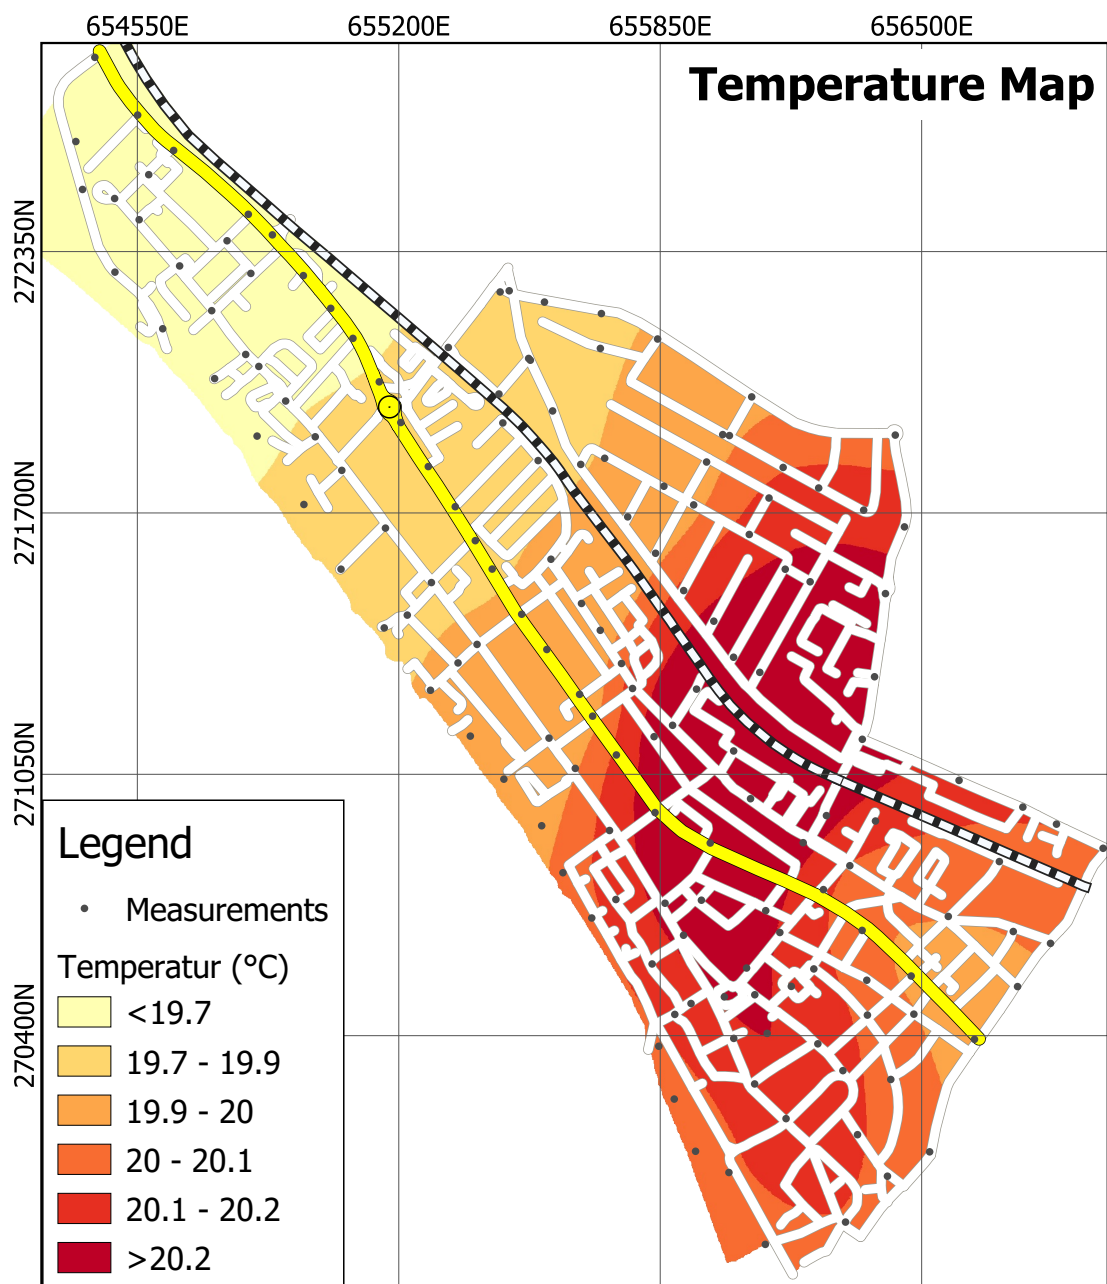 654550E 655200E 655850E 656500E
Temperature Map
272350N
271700N
271050N
270400N
Legend
Measurements
Temperatur (°C)
<19.7
19.7 - 19.9
19.9 - 20
20 - 20.1
20.1 - 20.2
>20.2